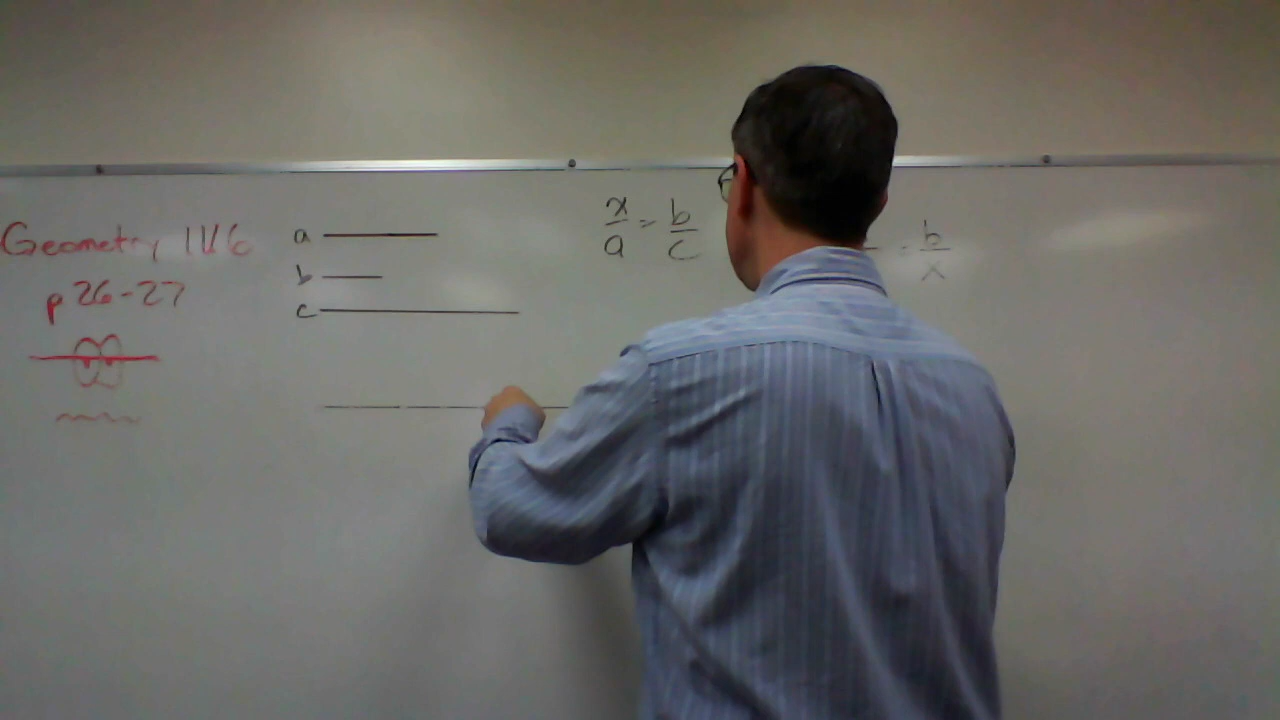 Geometry 11/6
p 26-27
a
b
c
x/a = b/c
= b/x